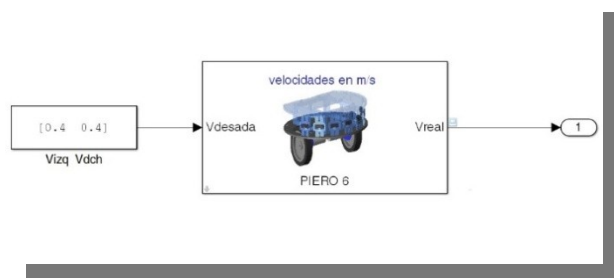 velocidades en m/s
[0.4 0.4]
Vdesada
Vreal
1
Vizq Vdch
PIERO 6